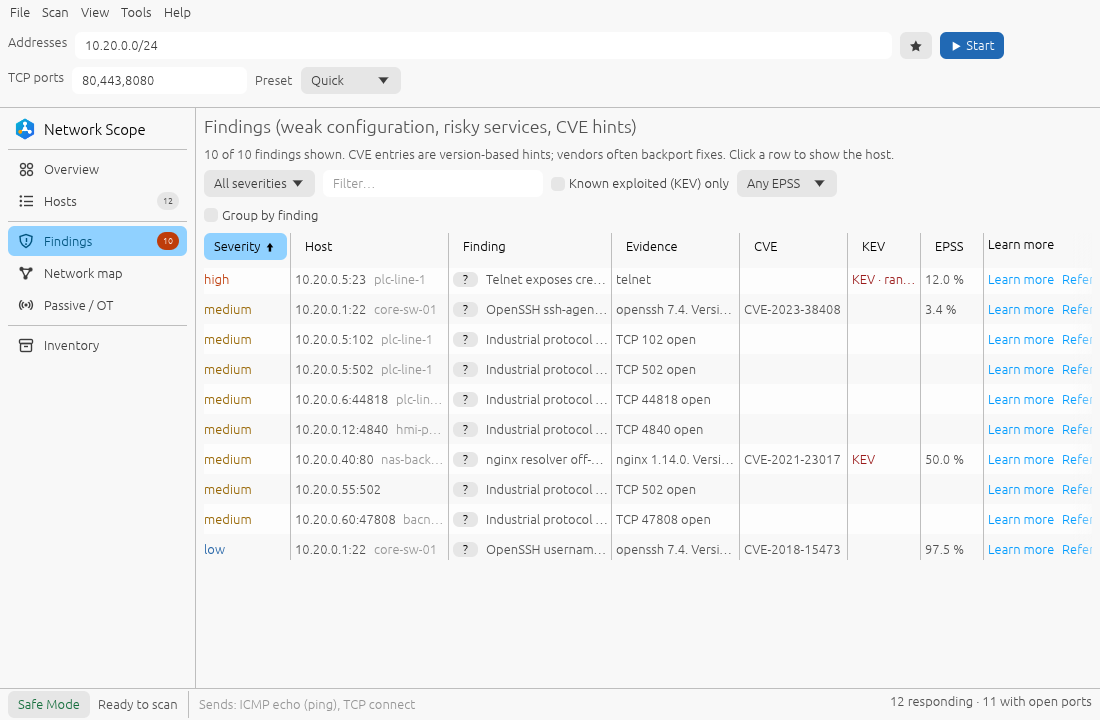 File Scan View Tools Help
Addresses 10.20.0.0/24 Start
TCP ports 80,443,8080 Preset Quick
Network Scope
Overview
Hosts 12
Findings 10
Network map
Passive / OT
Inventory
Findings (weak configuration, risky services, CVE hints)
10 of 10 findings shown. CVE entries are version-based hints; vendors often backport fixes. Click a row to show the host.
All severities Filter... Known exploited (KEV) only Any EPSS
Group by finding
Severity Host Finding Evidence CVE KEV EPSS Learn more
high 10.20.0.5:23 plc-line-1 ? Telnet exposes cre... telnet KEV · ran... 12.0 % Learn more Refer
medium 10.20.0.1:22 core-sw-01 ? OpenSSH ssh-agen... openssh 7.4. Versi... CVE-2023-38408 3.4 % Learn more Refer
medium 10.20.0.5:102 plc-line-1 ? Industrial protocol ... TCP 102 open Learn more Refer
medium 10.20.0.5:502 plc-line-1 ? Industrial protocol ... TCP 502 open Learn more Refer
medium 10.20.0.6:44818 plc-lin... ? Industrial protocol ... TCP 44818 open Learn more Refer
medium 10.20.0.12:4840 hmi-p... ? Industrial protocol ... TCP 4840 open Learn more Refer
medium 10.20.0.40:80 nas-back... ? nginx resolver off-... nginx 1.14.0. Versi... CVE-2021-23017 KEV 50.0 % Learn more Refer
medium 10.20.0.55:502 ? Industrial protocol ... TCP 502 open Learn more Refer
medium 10.20.0.60:47808 bacn... ? Industrial protocol ... TCP 47808 open Learn more Refer
low 10.20.0.1:22 core-sw-01 ? OpenSSH usernam... openssh 7.4. Versi... CVE-2018-15473 97.5 % Learn more Refer
Safe Mode Ready to scan Sends: ICMP echo (ping), TCP connect 12 responding · 11 with open ports